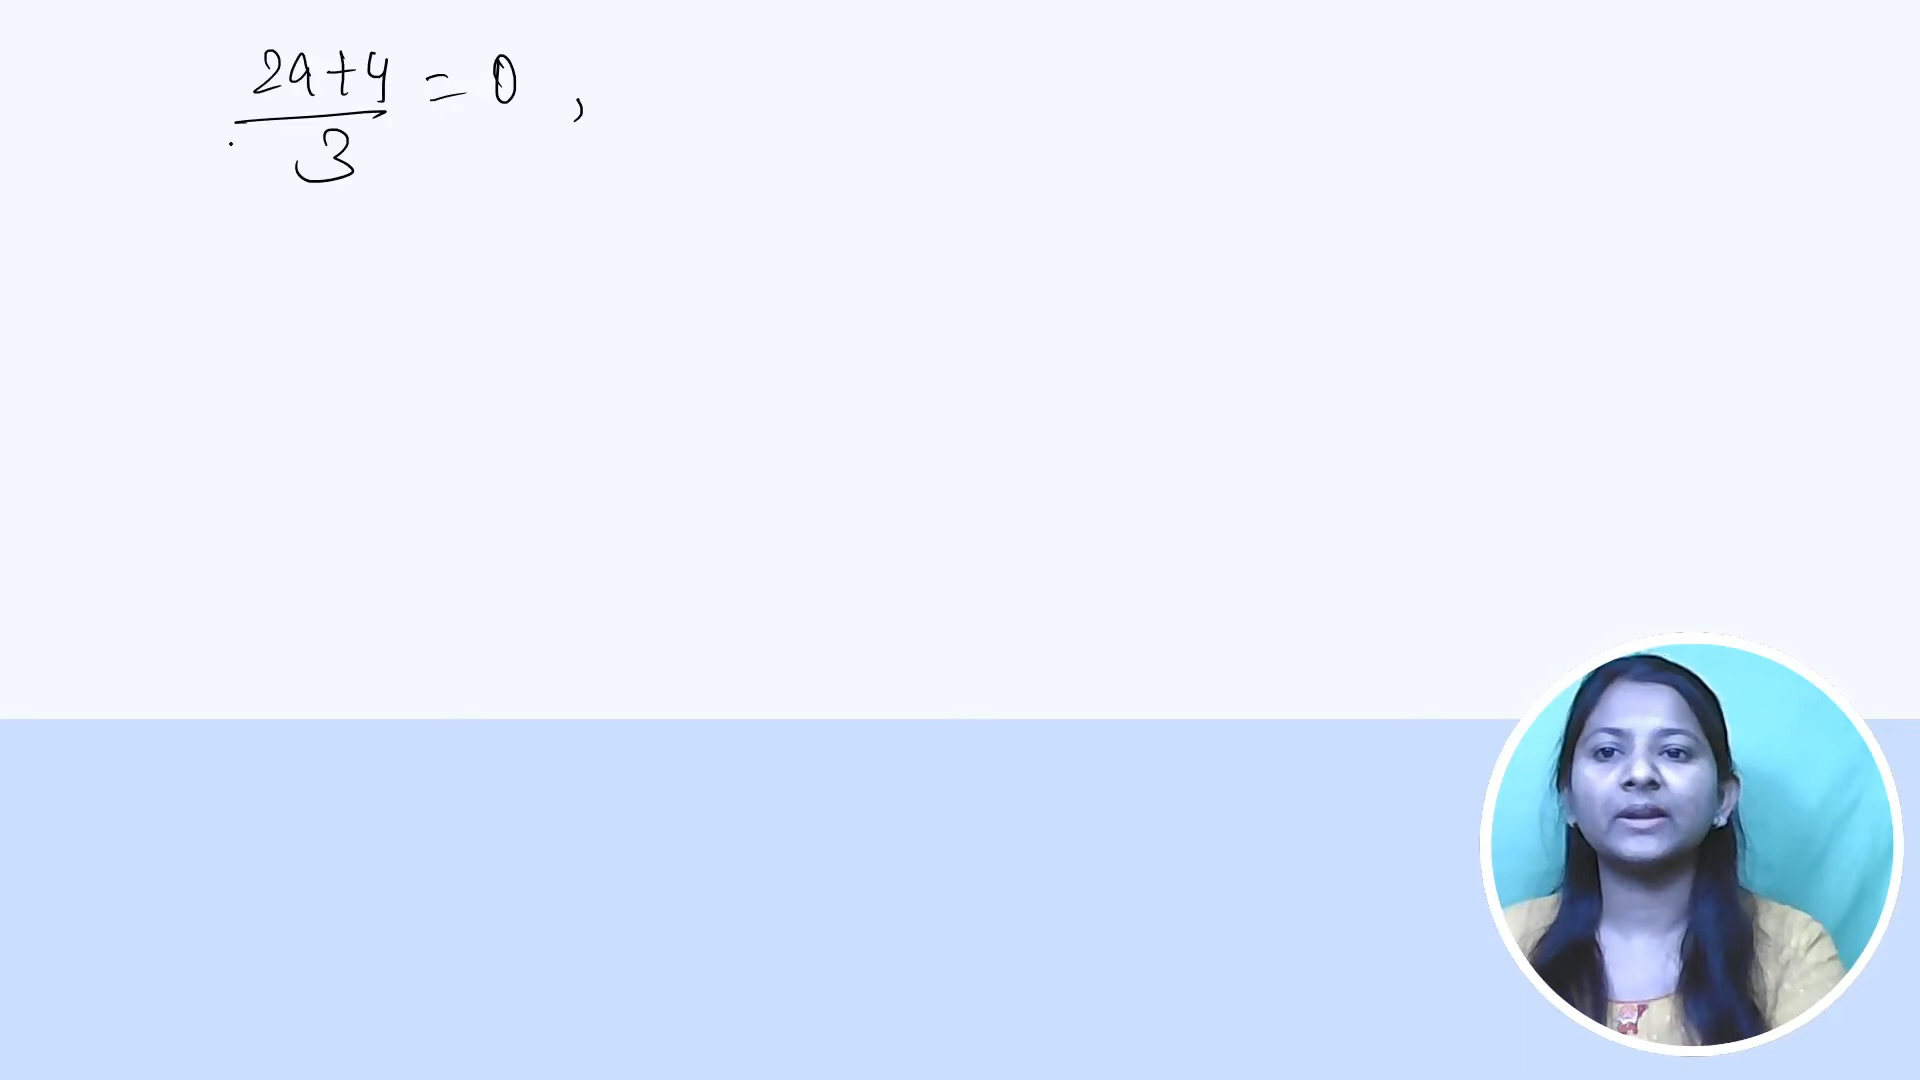 2a+4 = 0 ,
3